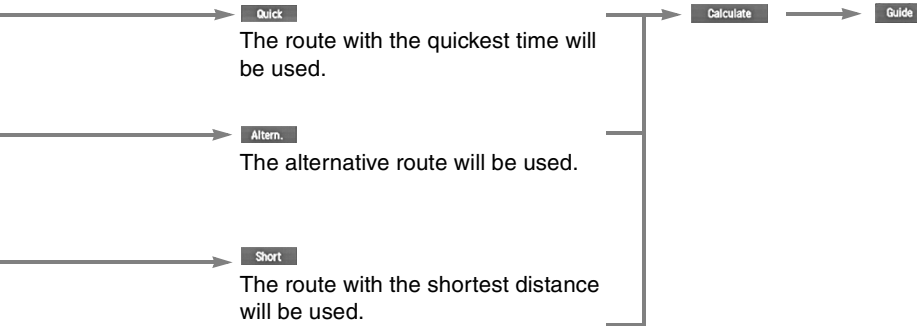 Quick
The route with the quickest time will
be used.
Altern.
The alternative route will be used.
Short
The route with the shortest distance
will be used.
Calculate
Guide